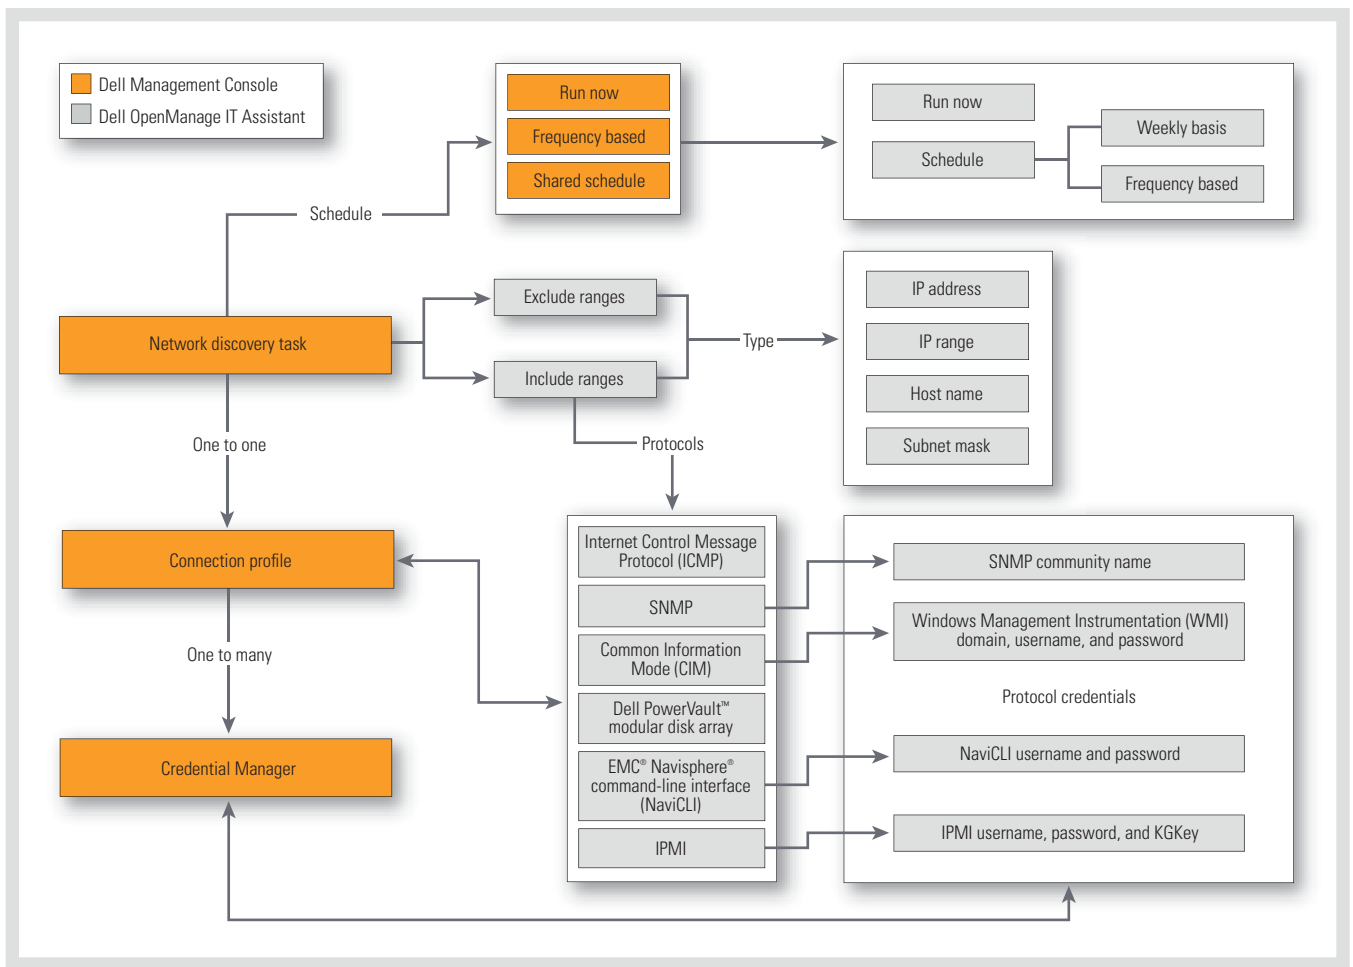 Dell Management Console
Dell OpenManage IT Assistant
Run now
Frequency based
Shared schedule
Run now
Schedule
Weekly basis
Frequency based
Schedule
Network discovery task
Exclude ranges
Include ranges
Type
IP address
IP range
Host name
Subnet mask
One to one
Protocols
Connection profile
One to many
Credential Manager
Internet Control Message
Protocol (ICMP)
SNMP
Common Information
Mode (CIM)
Dell PowerVault™
modular disk array
EMC® Navisphere®
command-line interface
(NaviCLI)
IPMI
SNMP community name
Windows Management Instrumentation (WMI)
domain, username, and password
Protocol credentials
NaviCLI username and password
IPMI username, password, and KGKey